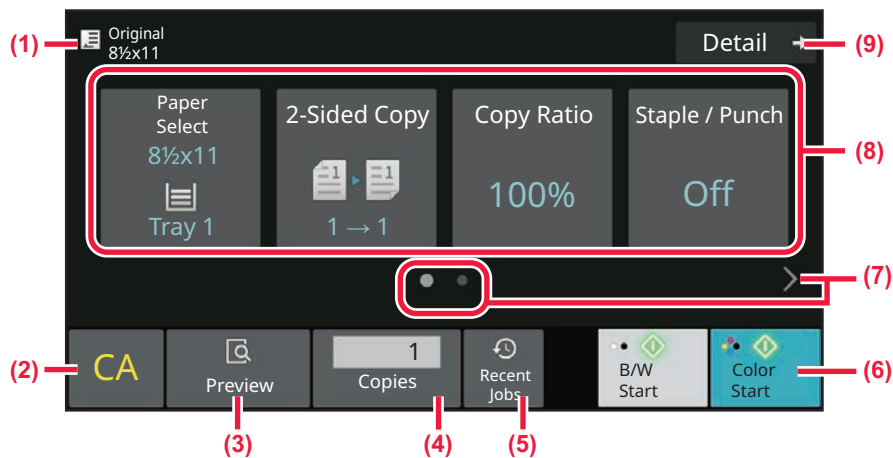 (1)
Original
8½x11
Detail
(9)
Paper
Select
8½x11
Tray 1
2-Sided Copy
1 → 1
Copy Ratio
100%
Staple / Punch
Off
(8)
(7)
(2)
CA
Preview
1
Copies
Recent
Jobs
B/W
Start
Color
Start
(6)
(3)
(4)
(5)